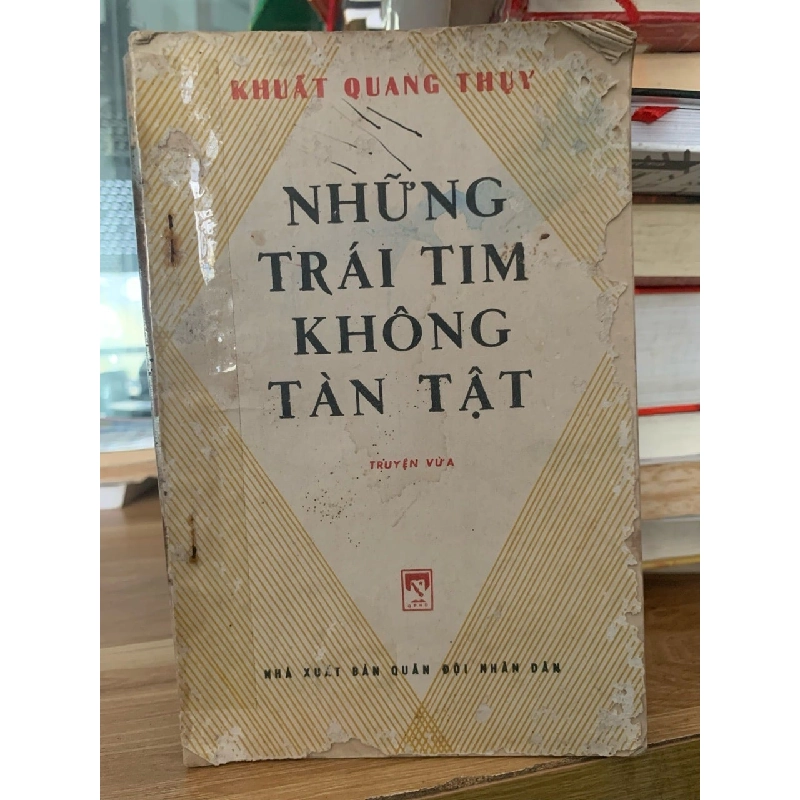 KHUẤT QUANG THỤY
NHỮNG
TRÁI TIM
KHÔNG
TÀN TẬT
TRUYỆN VỪA
NHÀ XUẤT BẢN QUÂN ĐỘI NHÂN DÂN